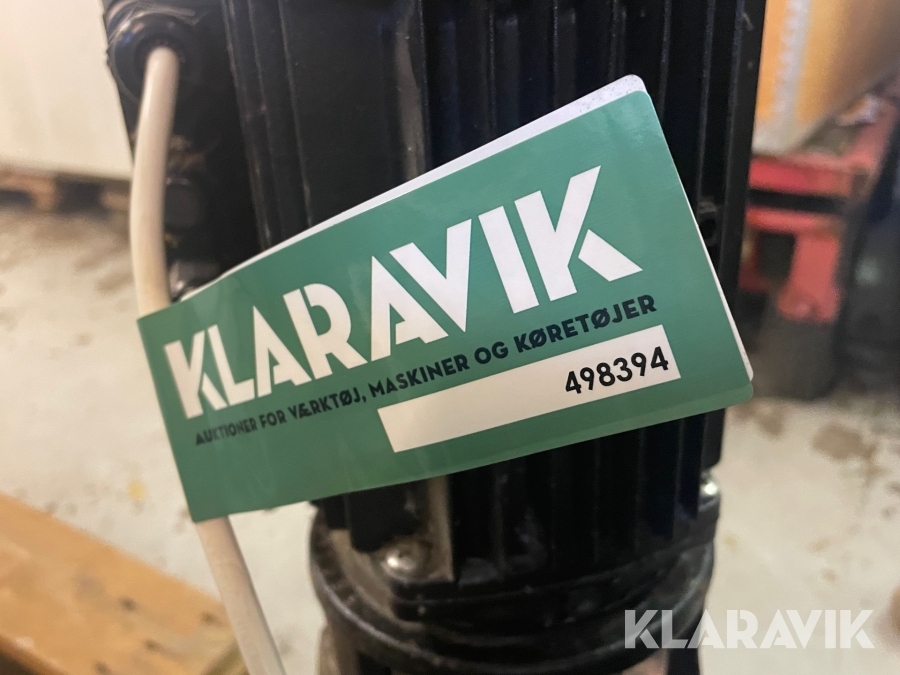 KLARAVIK
AUKTIONER FOR VÆRKTØJ, MASKINER OG KØRETØJER
498394
KLARAVIK